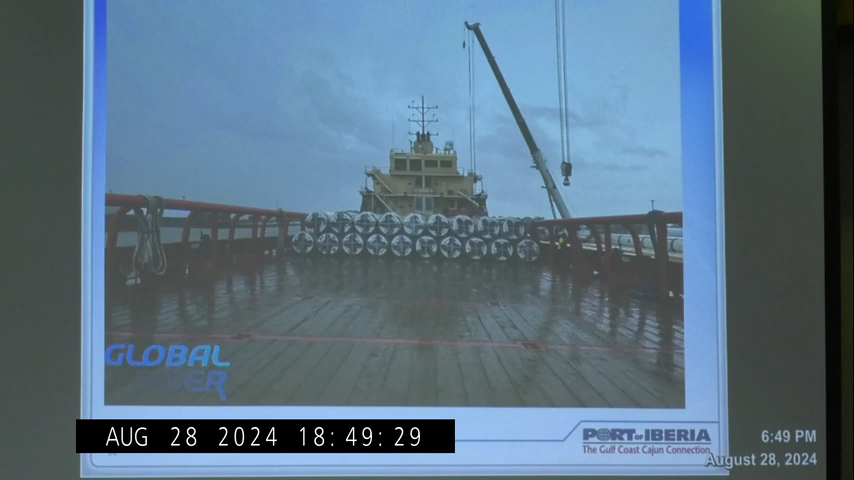 GLOBAL
AUG 28 2024 18:49:29
PORT OF IBERIA
The Gulf Coast Cajun Connection
6:49 PM
August 28, 2024